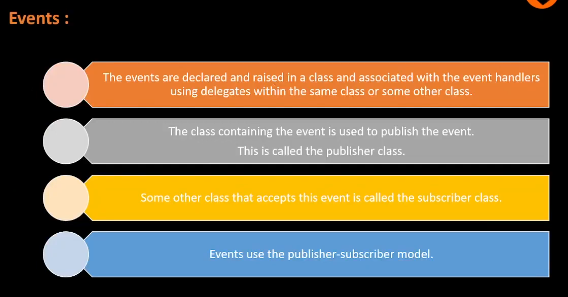 Events :
The events are declared and raised in a class and associated with the event handlers
using delegates within the same class or some other class.
The class containing the event is used to publish the event.
This is called the publisher class.
Some other class that accepts this event is called the subscriber class.
Events use the publisher-subscriber model.